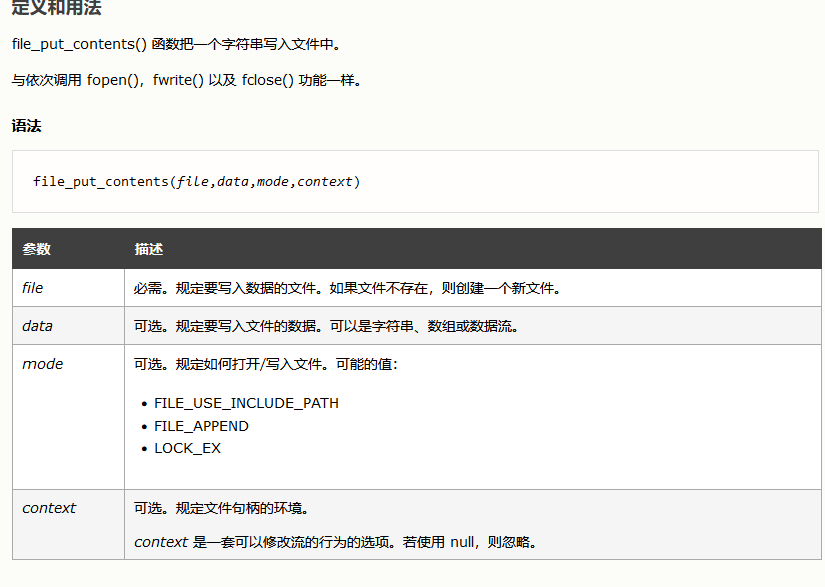 定义和用法
file_put_contents() 函数把一个字符串写入文件中。
与依次调用 fopen()，fwrite() 以及 fclose() 功能一样。
语法
file_put_contents(file,data,mode,context)
参数 描述
file 必需。规定要写入数据的文件。如果文件不存在，则创建一个新文件。
data 可选。规定要写入文件的数据。可以是字符串、数组或数据流。
mode 可选。规定如何打开/写入文件。可能的值：
• FILE_USE_INCLUDE_PATH
• FILE_APPEND
• LOCK_EX
context 可选。规定文件句柄的环境。
context 是一套可以修改流的行为的选项。若使用 null，则忽略。